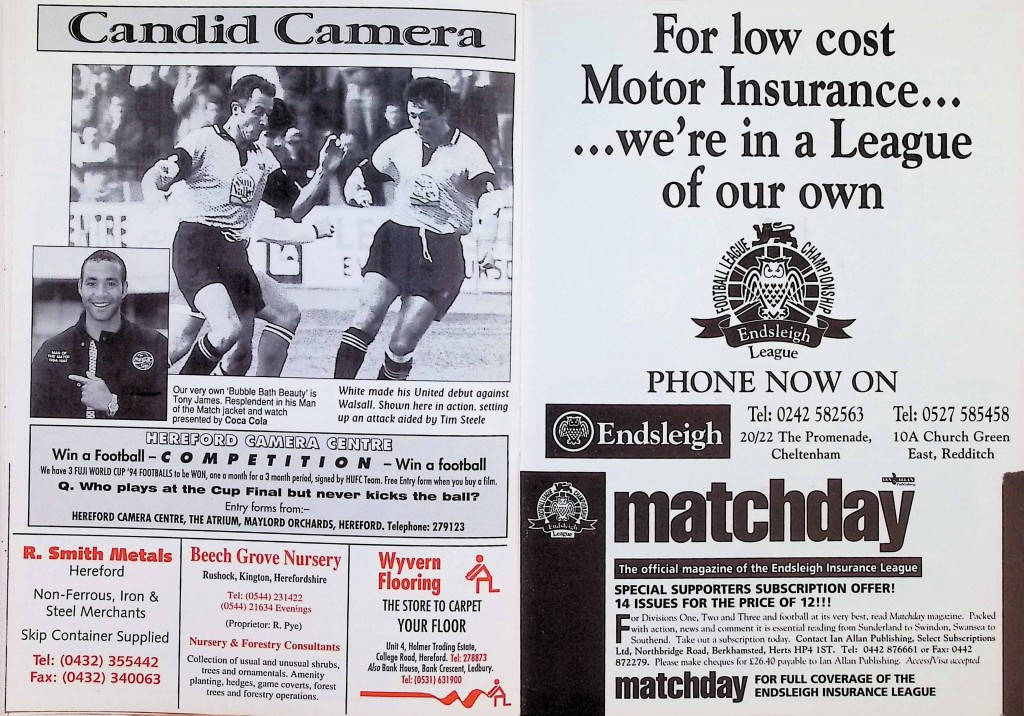 Candid Camera
MAN OF
THE MATCH
Our very own 'Bubble Bath Beauty' is
Tony James. Resplendent in his Man
of the Match jacket and watch
presented by Coca Cola
White made his United debut against
Walsall. Shown here in action, setting
up an attack aided by Tim Steele
HEREFORD CAMERA CENTRE
Win a Football – COMPETITION – Win a football
We have 3 FUJI WORLD CUP '94 FOOTBALLS to be WON, one a month for a 3 month period, signed by HUFC Team. Free Entry form when you buy a film.
Q. Who plays at the Cup Final but never kicks the ball?
Entry forms from:–
HEREFORD CAMERA CENTRE, THE ATRIUM, MAYLORD ORCHARDS, HEREFORD. Telephone: 279123
R. Smith Metals
Hereford
Non-Ferrous, Iron &
Steel Merchants
Skip Container Supplied
Tel: (0432) 355442
Fax: (0432) 340063
Beech Grove Nursery
Rushock, Kington, Herefordshire
Tel: (0544) 231422
(0544) 21634 Evenings
(Proprietor: R. Pye)
Nursery & Forestry Consultants
Collection of usual and unusual shrubs,
trees and ornamentals. Amenity
planting, hedges, game coverts, forest
trees and forestry operations.
Wyvern
Flooring
THE STORE TO CARPET
YOUR FLOOR
Unit 4, Holmer Trading Estate,
College Road, Hereford. Tel: 278873
Also Bank House, Bank Crescent, Ledbury.
Tel: (0531) 631900
For low cost
Motor Insurance...
...we're in a League
of our own
FOOTBALL LEAGUE CHAMPIONSHIP
Endsleigh
League
PHONE NOW ON
Endsleigh
Tel: 0242 582563
20/22 The Promenade,
Cheltenham
Tel: 0527 585458
10A Church Green
East, Redditch
Endsleigh
League
IAN ALLAN
Publishing
matchday
The official magazine of the Endsleigh Insurance League
SPECIAL SUPPORTERS SUBSCRIPTION OFFER!
14 ISSUES FOR THE PRICE OF 12!!!
For Divisions One, Two and Three and football at its very best, read Matchday magazine. Packed
with action, news and comment it is essential reading from Sunderland to Swindon, Swansea to
Southend. Take out a subscription today. Contact Ian Allan Publishing, Select Subscriptions
Ltd, Northbridge Road, Berkhamsted, Herts HP4 1ST. Tel: 0442 876661 or Fax: 0442
872279. Please make cheques for £26.40 payable to Ian Allan Publishing. Access/Visa accepted
matchday FOR FULL COVERAGE OF THE
ENDSLEIGH INSURANCE LEAGUE